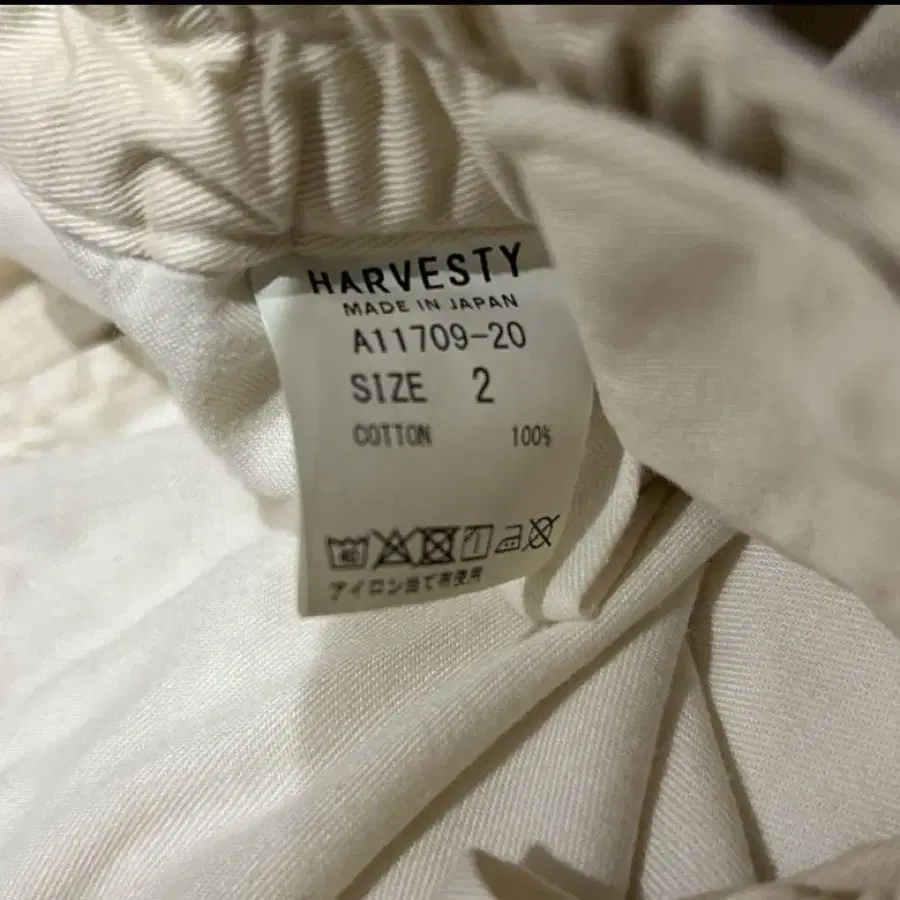 HARVESTY
MADE IN JAPAN
A11709-20
SIZE 2
COTTON 100%
アイロン当て布使用